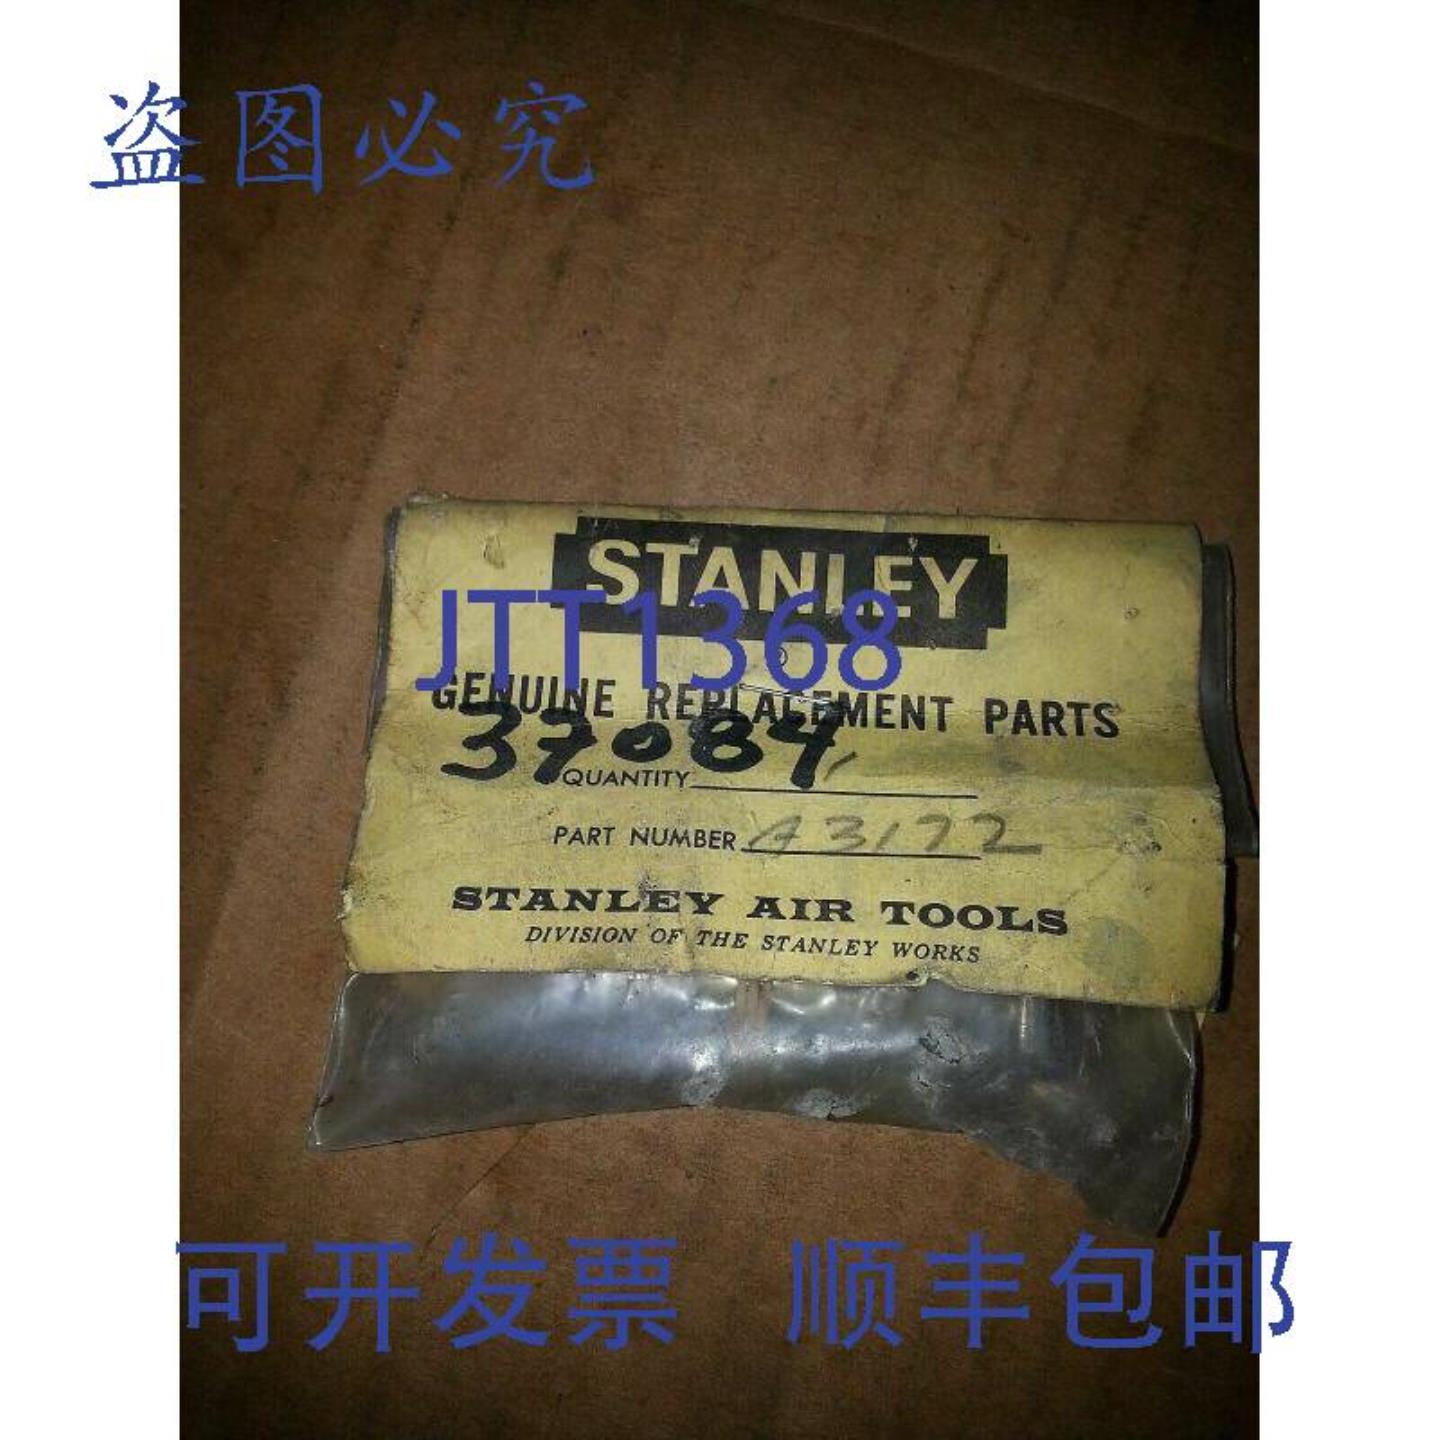 盗图必究
STANLEY
®
JTT1368
GENUINE REPLACEMENT PARTS
37084
QUANTITY
PART NUMBER A3172
STANLEY AIR TOOLS
DIVISION OF THE STANLEY WORKS
可开发票 顺丰包邮